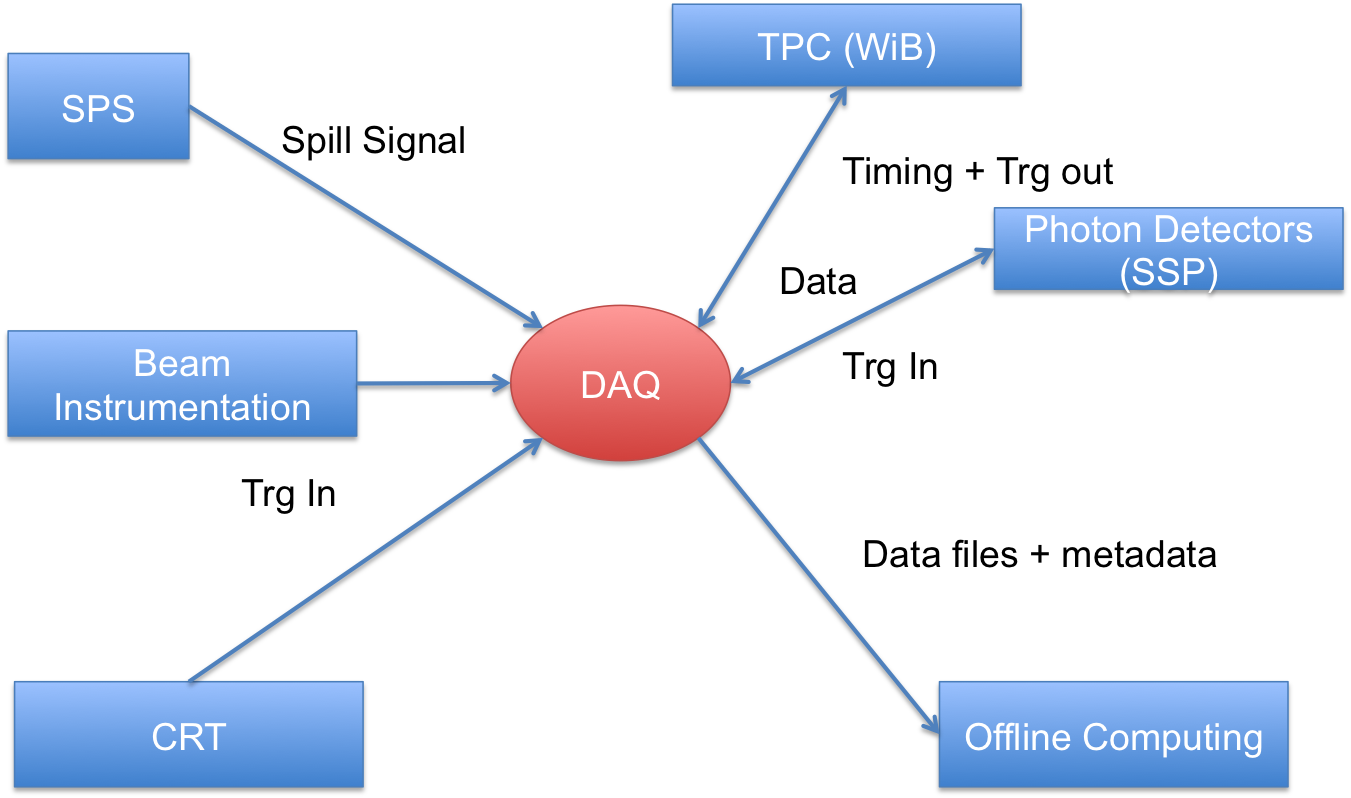 TPC (WiB)
SPS
Spill Signal
Timing + Trg out
Photon Detectors
(SSP)
Data
Beam
Instrumentation
DAQ
Trg In
Trg In
Data files + metadata
CRT
Offline Computing